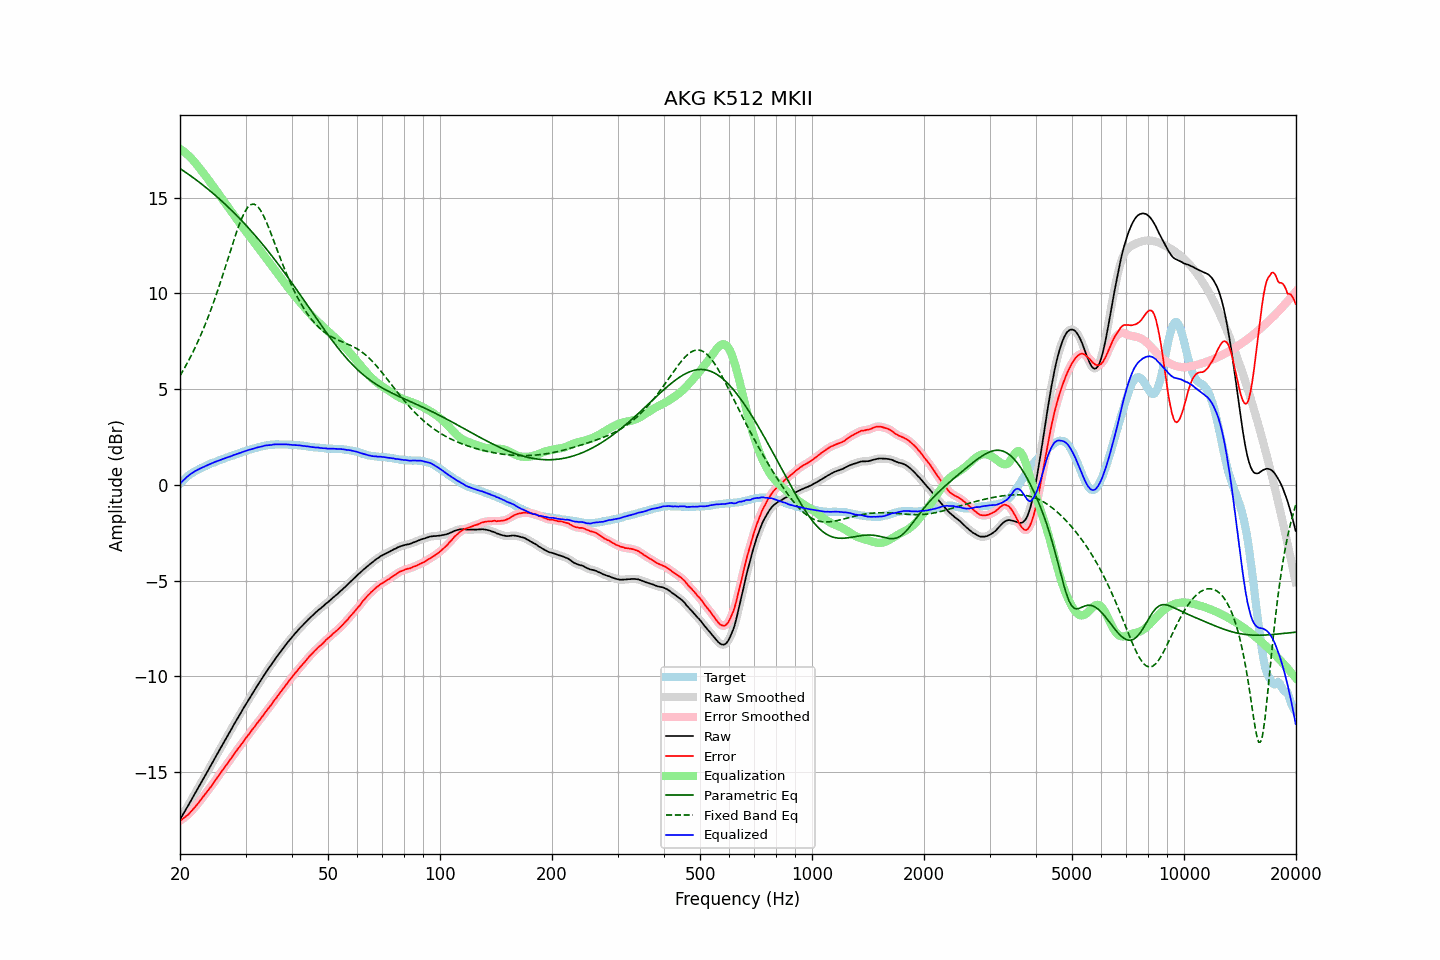 AKG K512 MKII
Amplitude (dBr)
15
10
5
0
−5
−10
−15
Target
Raw Smoothed
Error Smoothed
Raw
Error
Equalization
Parametric Eq
Fixed Band Eq
Equalized
20 50 100 200 500 1000 2000 5000 10000 20000
Frequency (Hz)